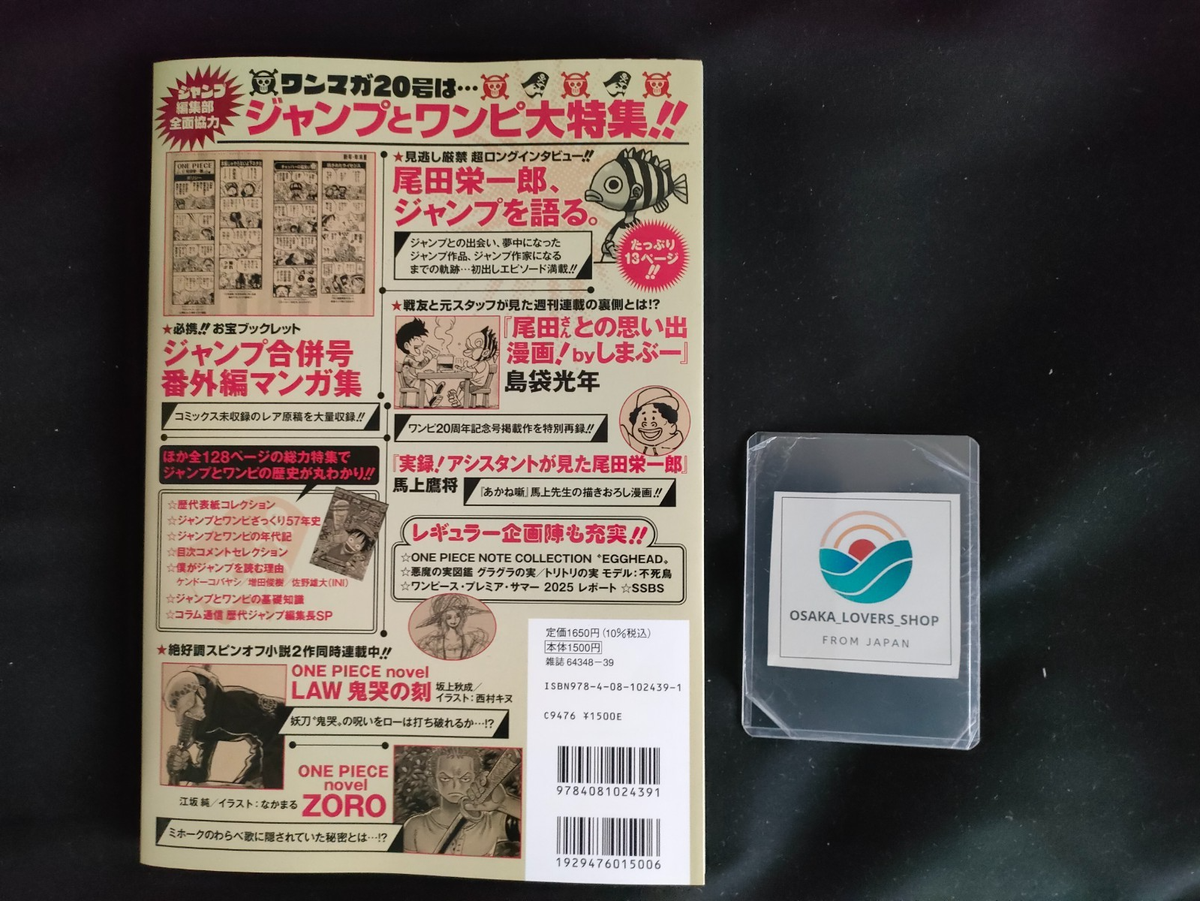 ジャンプ
編集部
全面協力
ワンマガ20号は…
ジャンプとワンピ大特集!!
★見逃し厳禁 超ロングインタビュー!!
尾田栄一郎、
ジャンプを語る。
ジャンプとの出会い、夢中になった
ジャンプ作品、ジャンプ作家になる
までの軌跡…初出しエピソード満載!!
たっぷり
13ページ
!!
★必携!! お宝ブックレット
ジャンプ合併号
番外編マンガ集
コミックス未収録のレア原稿を大量収録!!
★戦友と元スタッフが見た週刊連載の裏側とは!?
『尾田さんとの思い出
漫画!byしまぶー』
島袋光年
ワンピ20周年記念号掲載作を特別再録!!
『実録!アシスタントが見た尾田栄一郎』
馬上鷹将
『あかね噺』馬上先生の描きおろし漫画!!
ほか全128ページの総力特集で
ジャンプとワンピの歴史が丸わかり!!
☆歴代表紙コレクション
☆ジャンプとワンピざっくり57年史
☆ジャンプとワンピの年代記
☆目次コメントセレクション
☆僕がジャンプを読む理由
ケンドーコバヤシ/増田俊樹/佐野雄大(INI)
☆ジャンプとワンピの基礎知識
☆コラム通信 歴代ジャンプ編集長SP
レギュラー企画陣も充実!!
☆ONE PIECE NOTE COLLECTION “EGGHEAD”
☆悪魔の実図鑑 グラグラの実/トリトリの実 モデル:不死鳥
☆ワンピース・プレミア・サマー 2025 レポート ☆SSBS
★絶好調スピンオフ小説2作同時連載中!!
ONE PIECE novel
LAW 鬼哭の刻
坂上秋成/
イラスト:西村キヌ
妖刀“鬼哭”の呪いをローは打ち破れるか…!?
ONE PIECE
novel
ZORO
江坂 純/イラスト:なかまる
ミホークのわらべ歌に隠されていた秘密とは…!?
定価1650円(10%税込)
本体1500円
雑誌 64348-39
ISBN978-4-08-102439-1
C9476 ¥1500E
9784081024391
1929476015006
OSAKA_LOVERS_SHOP
FROM JAPAN